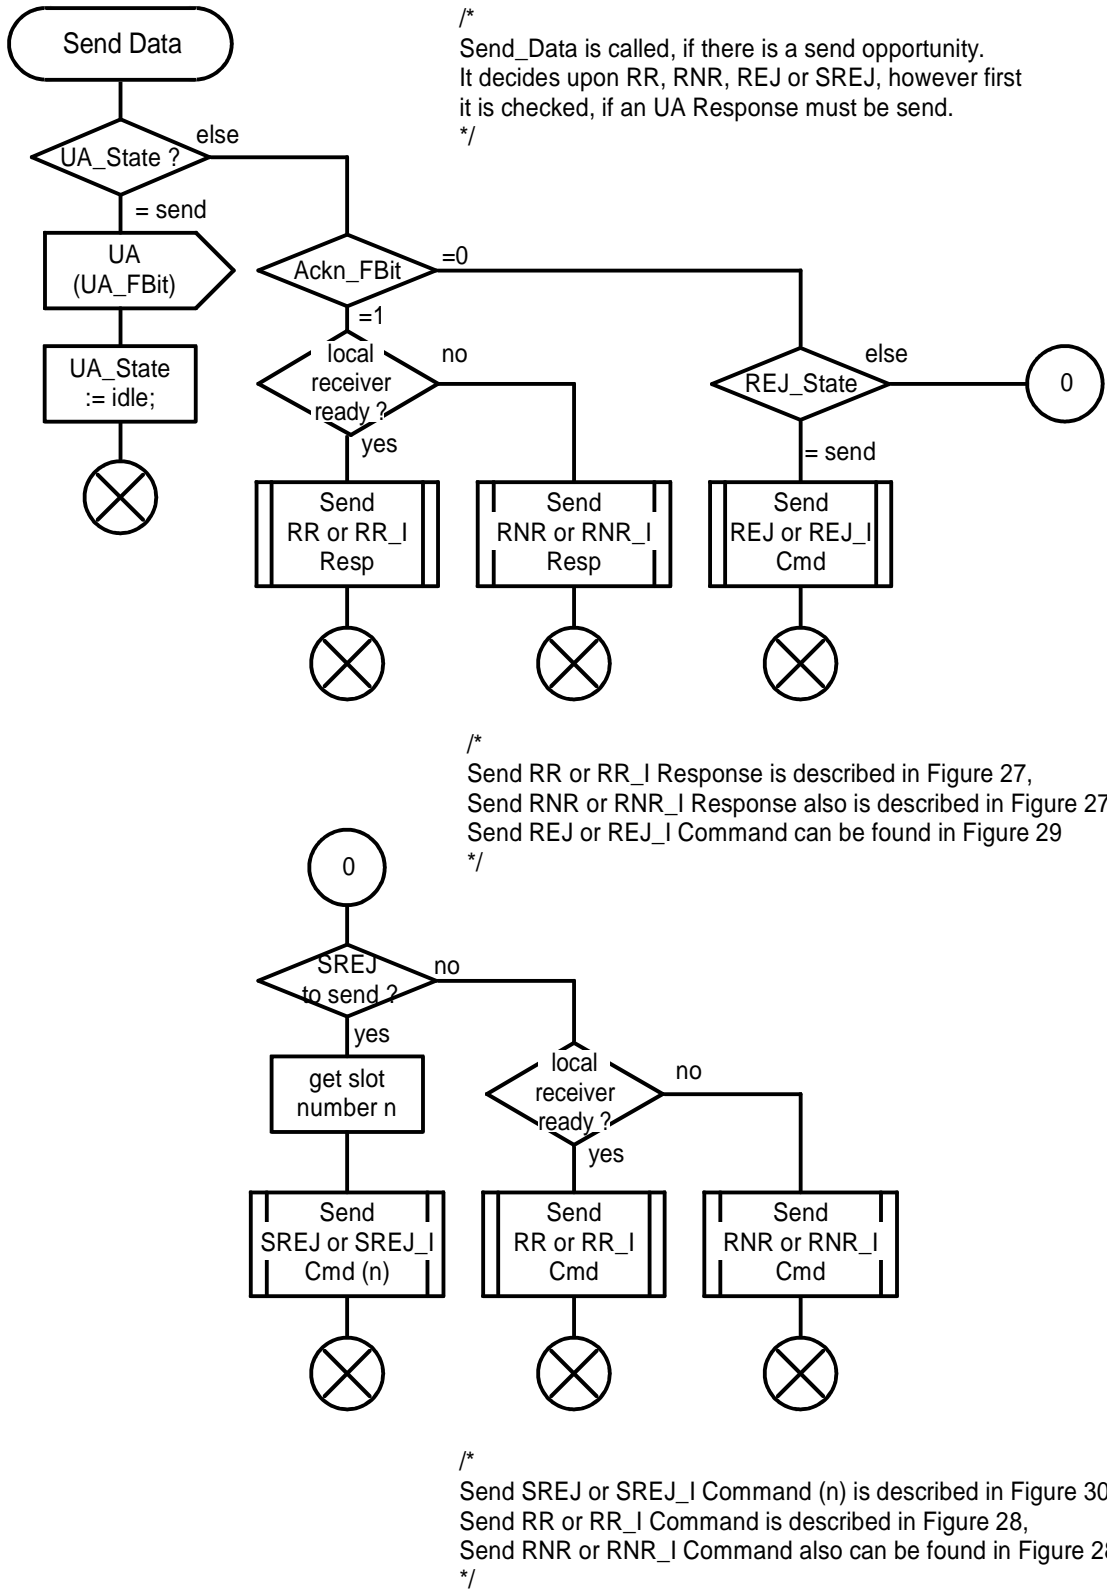 Send Data
/*
Send_Data is called, if there is a send opportunity.
It decides upon RR, RNR, REJ or SREJ, however first
it is checked, if an UA Response must be send.
*/
UA_State ?
else
= send
UA
(UA_FBit)
UA_State
:= idle;
Ackn_FBit
=0
=1
local
receiver
ready ?
no
yes
REJ_State
else
0
= send
Send
RR or RR_I
Resp
Send
RNR or RNR_I
Resp
Send
REJ or REJ_I
Cmd
/*
Send RR or RR_I Response is described in Figure 27,
Send RNR or RNR_I Response also is described in Figure 27
Send REJ or REJ_I Command can be found in Figure 29
*/
0
SREJ
to send ?
no
yes
get slot
number n
local
receiver
ready ?
no
yes
Send
SREJ or SREJ_I
Cmd (n)
Send
RR or RR_I
Cmd
Send
RNR or RNR_I
Cmd
/*
Send SREJ or SREJ_I Command (n) is described in Figure 30
Send RR or RR_I Command is described in Figure 28,
Send RNR or RNR_I Command also can be found in Figure 28
*/